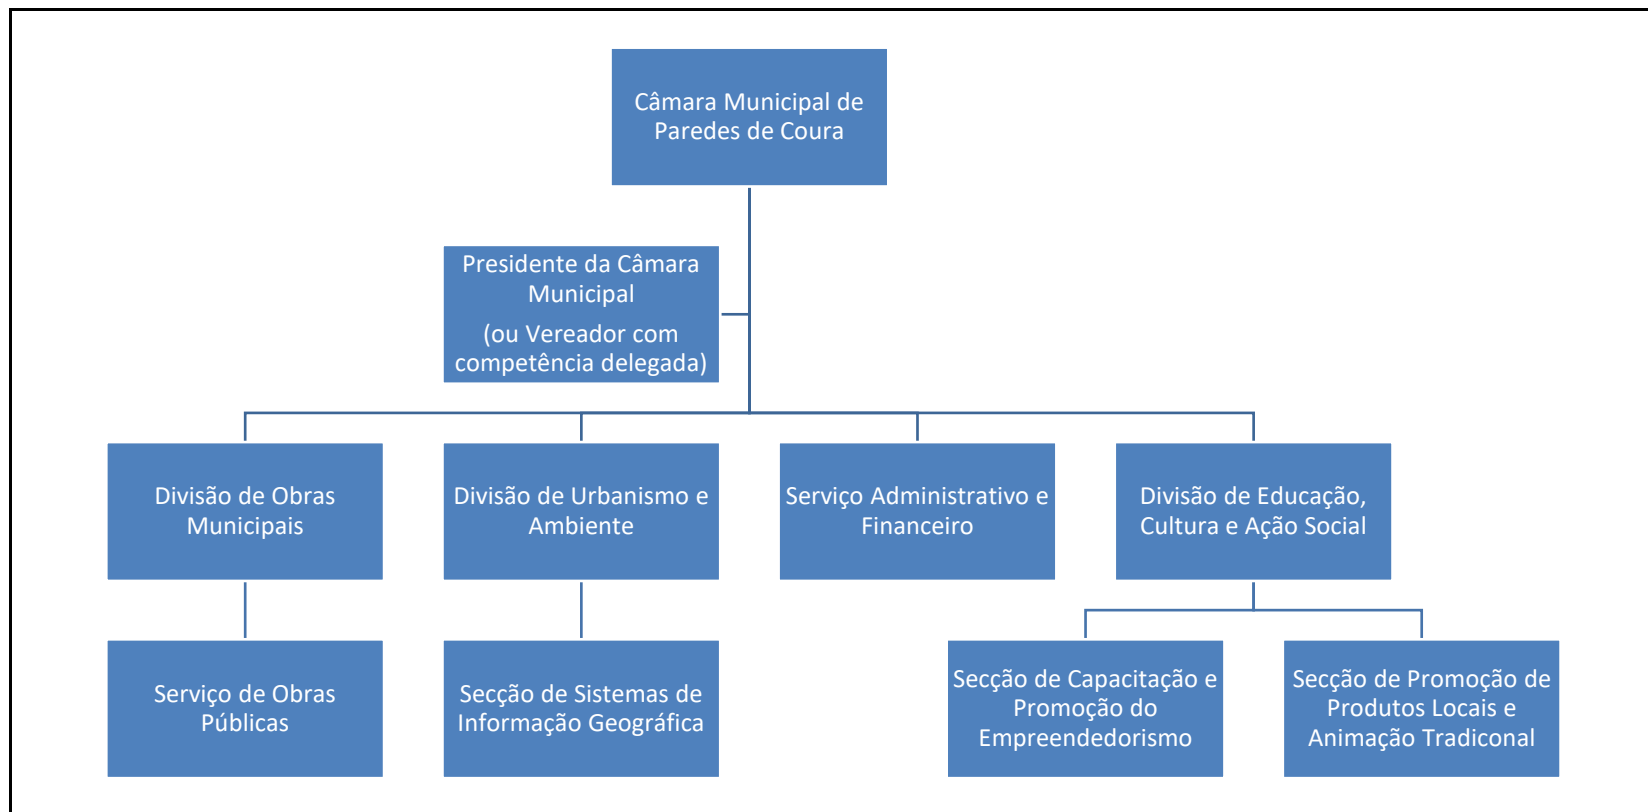 Câmara Municipal de
Paredes de Coura
Presidente da Câmara
Municipal
(ou Vereador com
competência delegada)
Divisão de Obras
Municipais
Divisão de Urbanismo e
Ambiente
Serviço Administrativo e
Financeiro
Divisão de Educação,
Cultura e Ação Social
Serviço de Obras
Públicas
Secção de Sistemas de
Informação Geográfica
Secção de Capacitação e
Promoção do
Empreendedorismo
Secção de Promoção de
Produtos Locais e
Animação Tradiconal